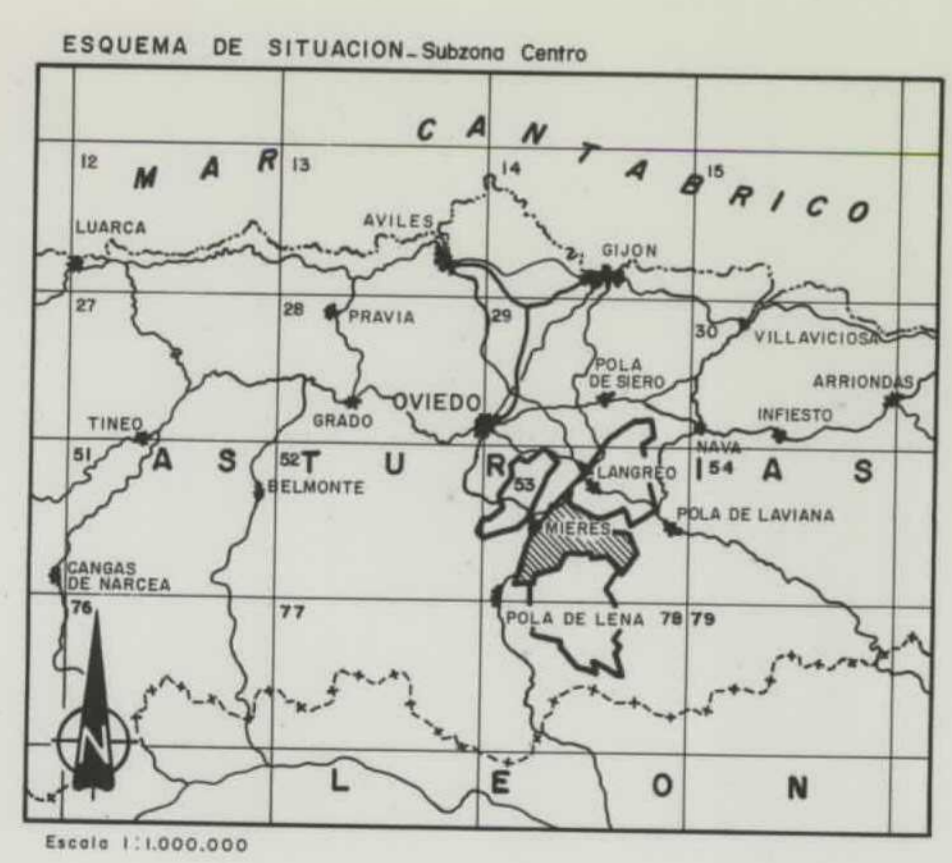 ESQUEMA DE SITUACION_Subzona Centro
MAR CANTABRICO
12
13
14
15
LUARCA
AVILES
GIJON
27
28
29
30
PRAVIA
VILLAVICIOSA
POLA
DE SIERO
ARRIONDAS
OVIEDO
GRADO
TINEO
INFIESTO
NAVA
51
52
53
54
ASTURIAS
LANGREO
BELMONTE
MIERES
POLA DE LAVIANA
CANGAS
DE NARCEA
76
77
POLA DE LENA
78
79
N
LEON
Escala 1:1.000.000